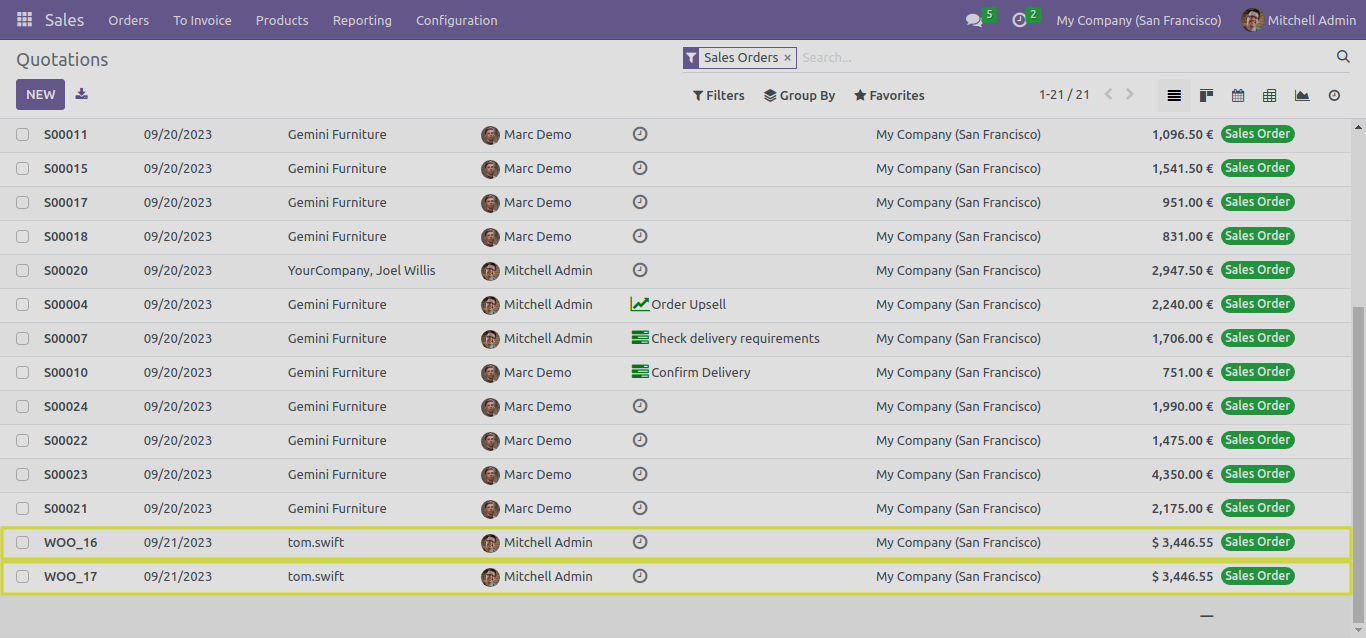 Sales Orders To Invoice Products Reporting Configuration 5 2 My Company (San Francisco) Mitchell Admin
Quotations Sales Orders × Search...
NEW Filters Group By Favorites 1-21 / 21
S00011 09/20/2023 Gemini Furniture Marc Demo My Company (San Francisco) 1,096.50 € Sales Order
S00015 09/20/2023 Gemini Furniture Marc Demo My Company (San Francisco) 1,541.50 € Sales Order
S00017 09/20/2023 Gemini Furniture Marc Demo My Company (San Francisco) 951.00 € Sales Order
S00018 09/20/2023 Gemini Furniture Marc Demo My Company (San Francisco) 831.00 € Sales Order
S00020 09/20/2023 YourCompany, Joel Willis Mitchell Admin My Company (San Francisco) 2,947.50 € Sales Order
S00004 09/20/2023 Gemini Furniture Mitchell Admin Order Upsell My Company (San Francisco) 2,240.00 € Sales Order
S00007 09/20/2023 Gemini Furniture Mitchell Admin Check delivery requirements My Company (San Francisco) 1,706.00 € Sales Order
S00010 09/20/2023 Gemini Furniture Marc Demo Confirm Delivery My Company (San Francisco) 751.00 € Sales Order
S00024 09/20/2023 Gemini Furniture Marc Demo My Company (San Francisco) 1,990.00 € Sales Order
S00022 09/20/2023 Gemini Furniture Marc Demo My Company (San Francisco) 1,475.00 € Sales Order
S00023 09/20/2023 Gemini Furniture Marc Demo My Company (San Francisco) 4,350.00 € Sales Order
S00021 09/20/2023 Gemini Furniture Marc Demo My Company (San Francisco) 2,175.00 € Sales Order
WOO_16 09/21/2023 tom.swift Mitchell Admin My Company (San Francisco) $ 3,446.55 Sales Order
WOO_17 09/21/2023 tom.swift Mitchell Admin My Company (San Francisco) $ 3,446.55 Sales Order
—